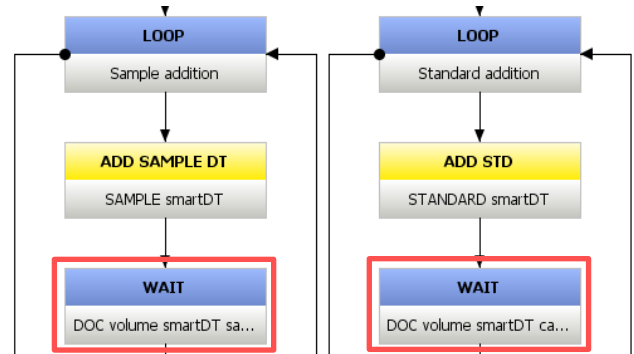 LOOP
Sample addition
ADD SAMPLE DT
SAMPLE smartDT
WAIT
DOC volume smartDT sa...
LOOP
Standard addition
ADD STD
STANDARD smartDT
WAIT
DOC volume smartDT ca...